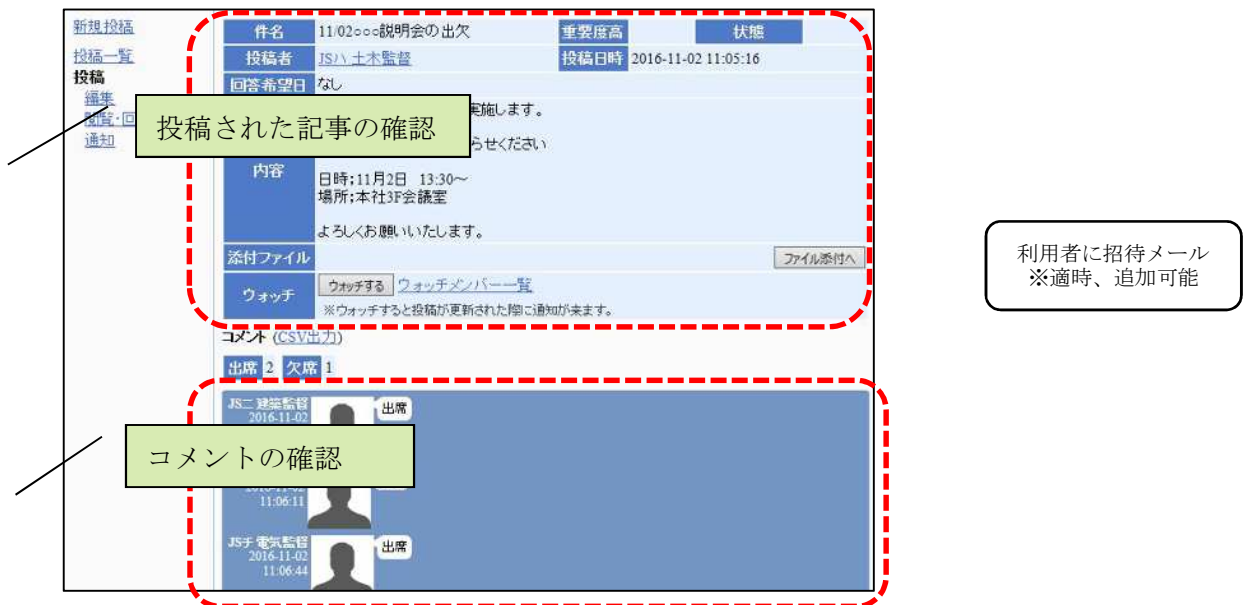 新規投稿
投稿一覧
投稿
編集
閲覧・回
通知
件名 11/02○○○説明会の出欠 重要度高 状態
投稿者 JSハ 土木監督 投稿日時 2016-11-02 11:05:16
回答希望日 なし
実施します。
らせください
内容
日時;11月2日 13:30～
場所;本社3F会議室
よろしくお願いいたします。
添付ファイル ファイル添付へ
ウォッチ ウォッチする ウォッチメンバー一覧
※ウォッチすると投稿が更新された際に通知が来ます。
コメント (CSV出力)
出席 2 欠席 1
JS二 建築監督 出席
2016-11-02
11:06:11
JSチ 電気監督 出席
2016-11-02
11:06:44
投稿された記事の確認
コメントの確認
利用者に招待メール
※適時、追加可能